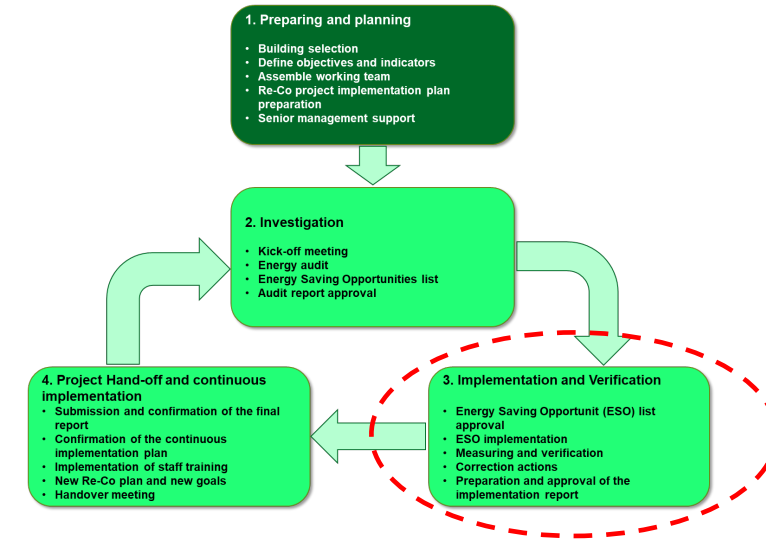 1. Preparing and planning
• Building selection
• Define objectives and indicators
• Assemble working team
• Re-Co project implementation plan
preparation
• Senior management support
2. Investigation
• Kick-off meeting
• Energy audit
• Energy Saving Opportunities list
• Audit report approval
3. Implementation and Verification
• Energy Saving Opportunit (ESO) list
approval
• ESO implementation
• Measuring and verification
• Correction actions
• Preparation and approval of the
implementation report
4. Project Hand-off and continuous
implementation
• Submission and confirmation of the final
report
• Confirmation of the continuous
implementation plan
• Implementation of staff training
• New Re-Co plan and new goals
• Handover meeting